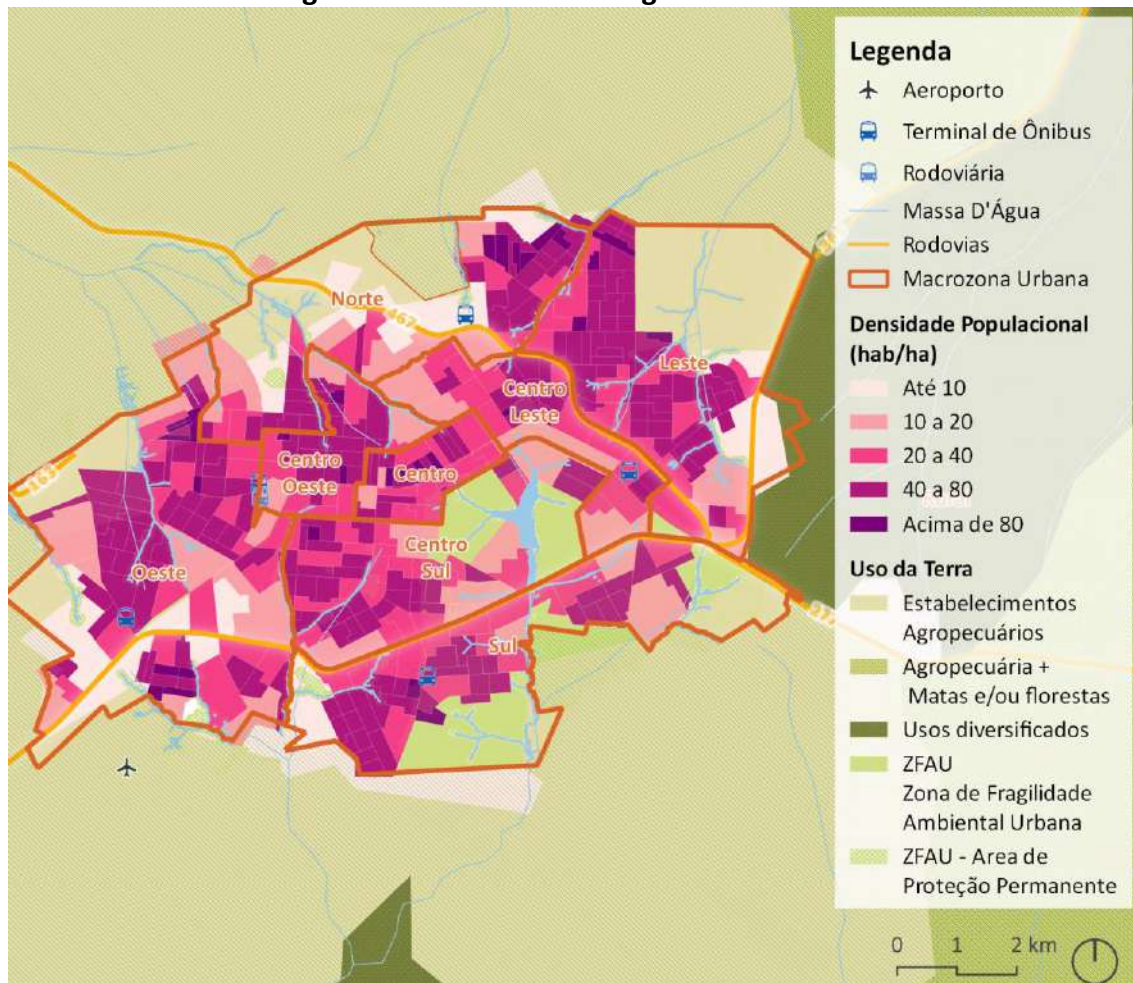 Legenda
Aeroporto
Terminal de Ônibus
Rodoviária
Massa D'Água
Rodovias
Macrozona Urbana
Densidade Populacional
(hab/ha)
Até 10
10 a 20
20 a 40
40 a 80
Acima de 80
Uso da Terra
Estabelecimentos
Agropecuários
Agropecuária +
Matas e/ou florestas
Usos diversificados
ZFAU
Zona de Fragilidade
Ambiental Urbana
ZFAU - Area de
Proteção Permanente
0 1 2 km
Norte
467
Leste
Centro
Leste
Centro
Oeste
Centro
163
Centro
Sul
Oeste
Sul
277